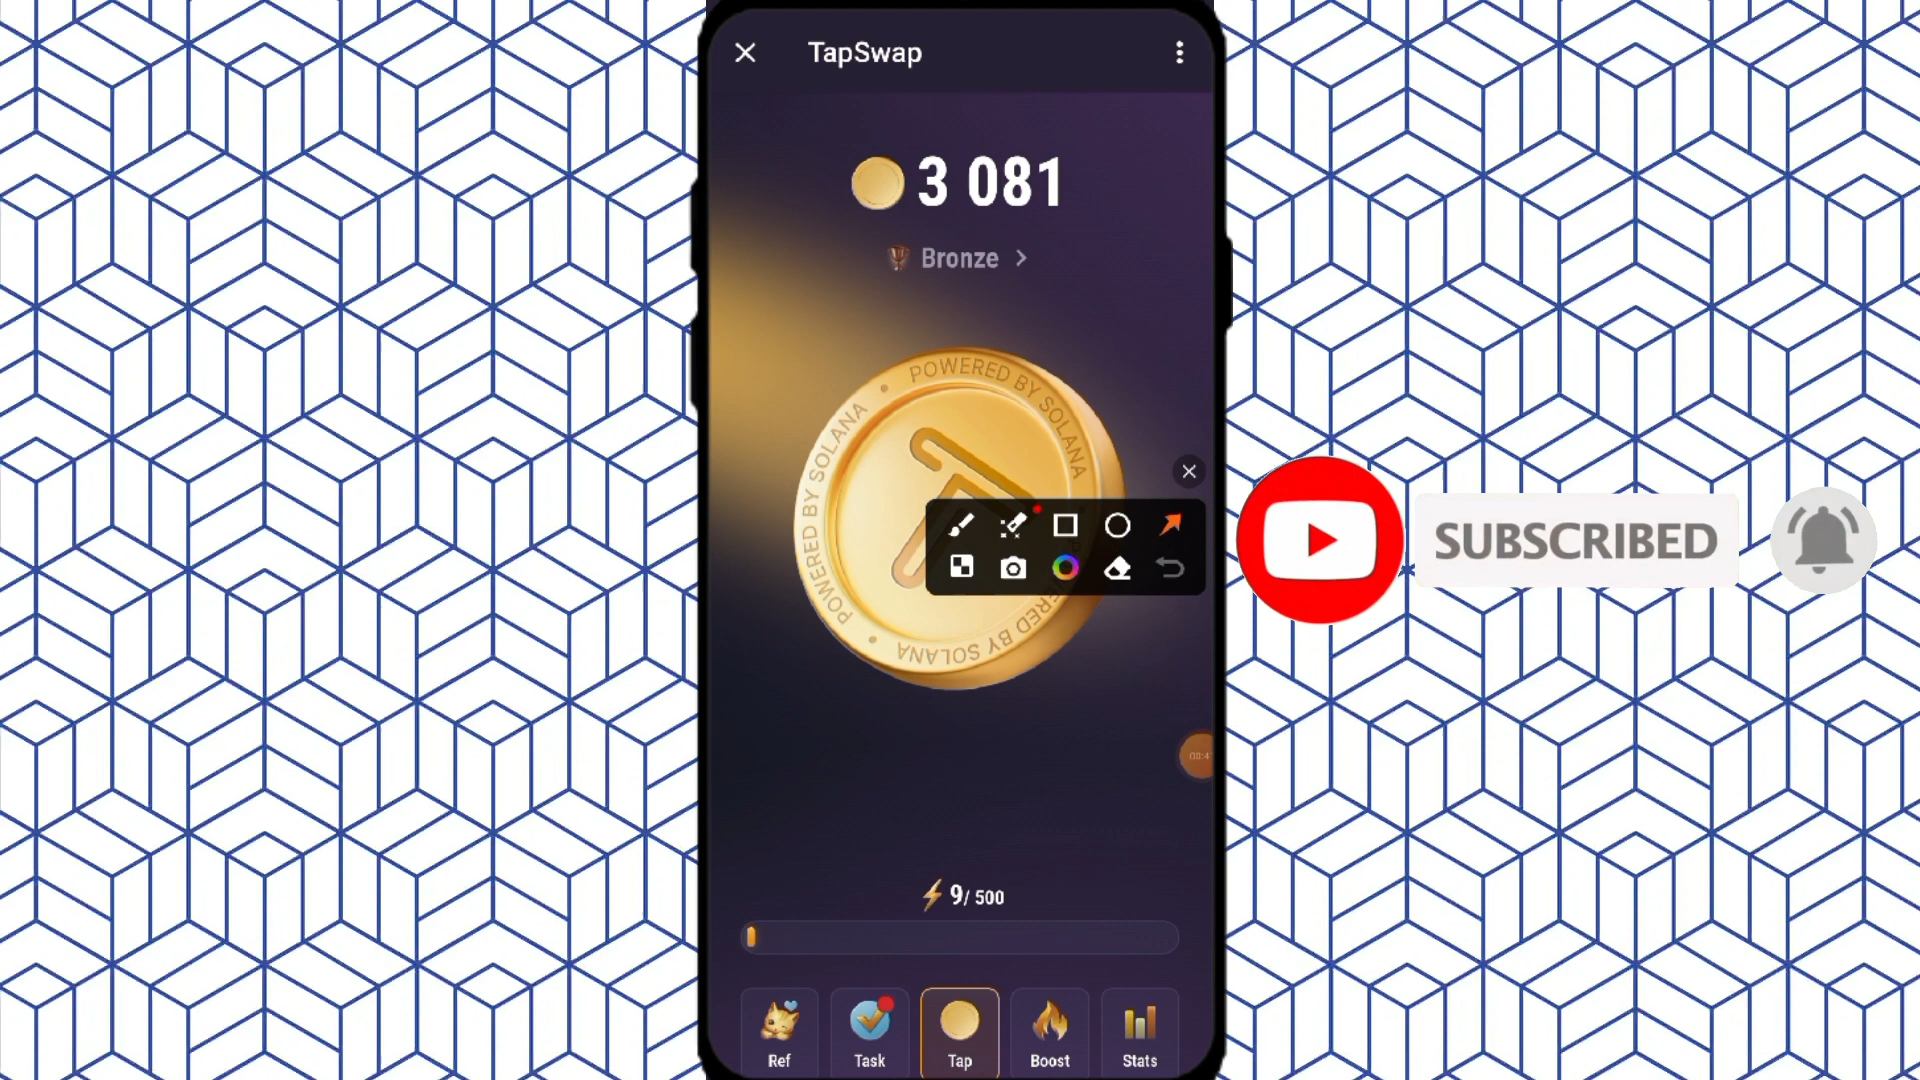 TapSwap
3 081
Bronze
POWERED BY SOLANA • POWERED BY SOLANA
SUBSCRIBED
9/ 500
Ref
Task
Tap
Boost
Stats